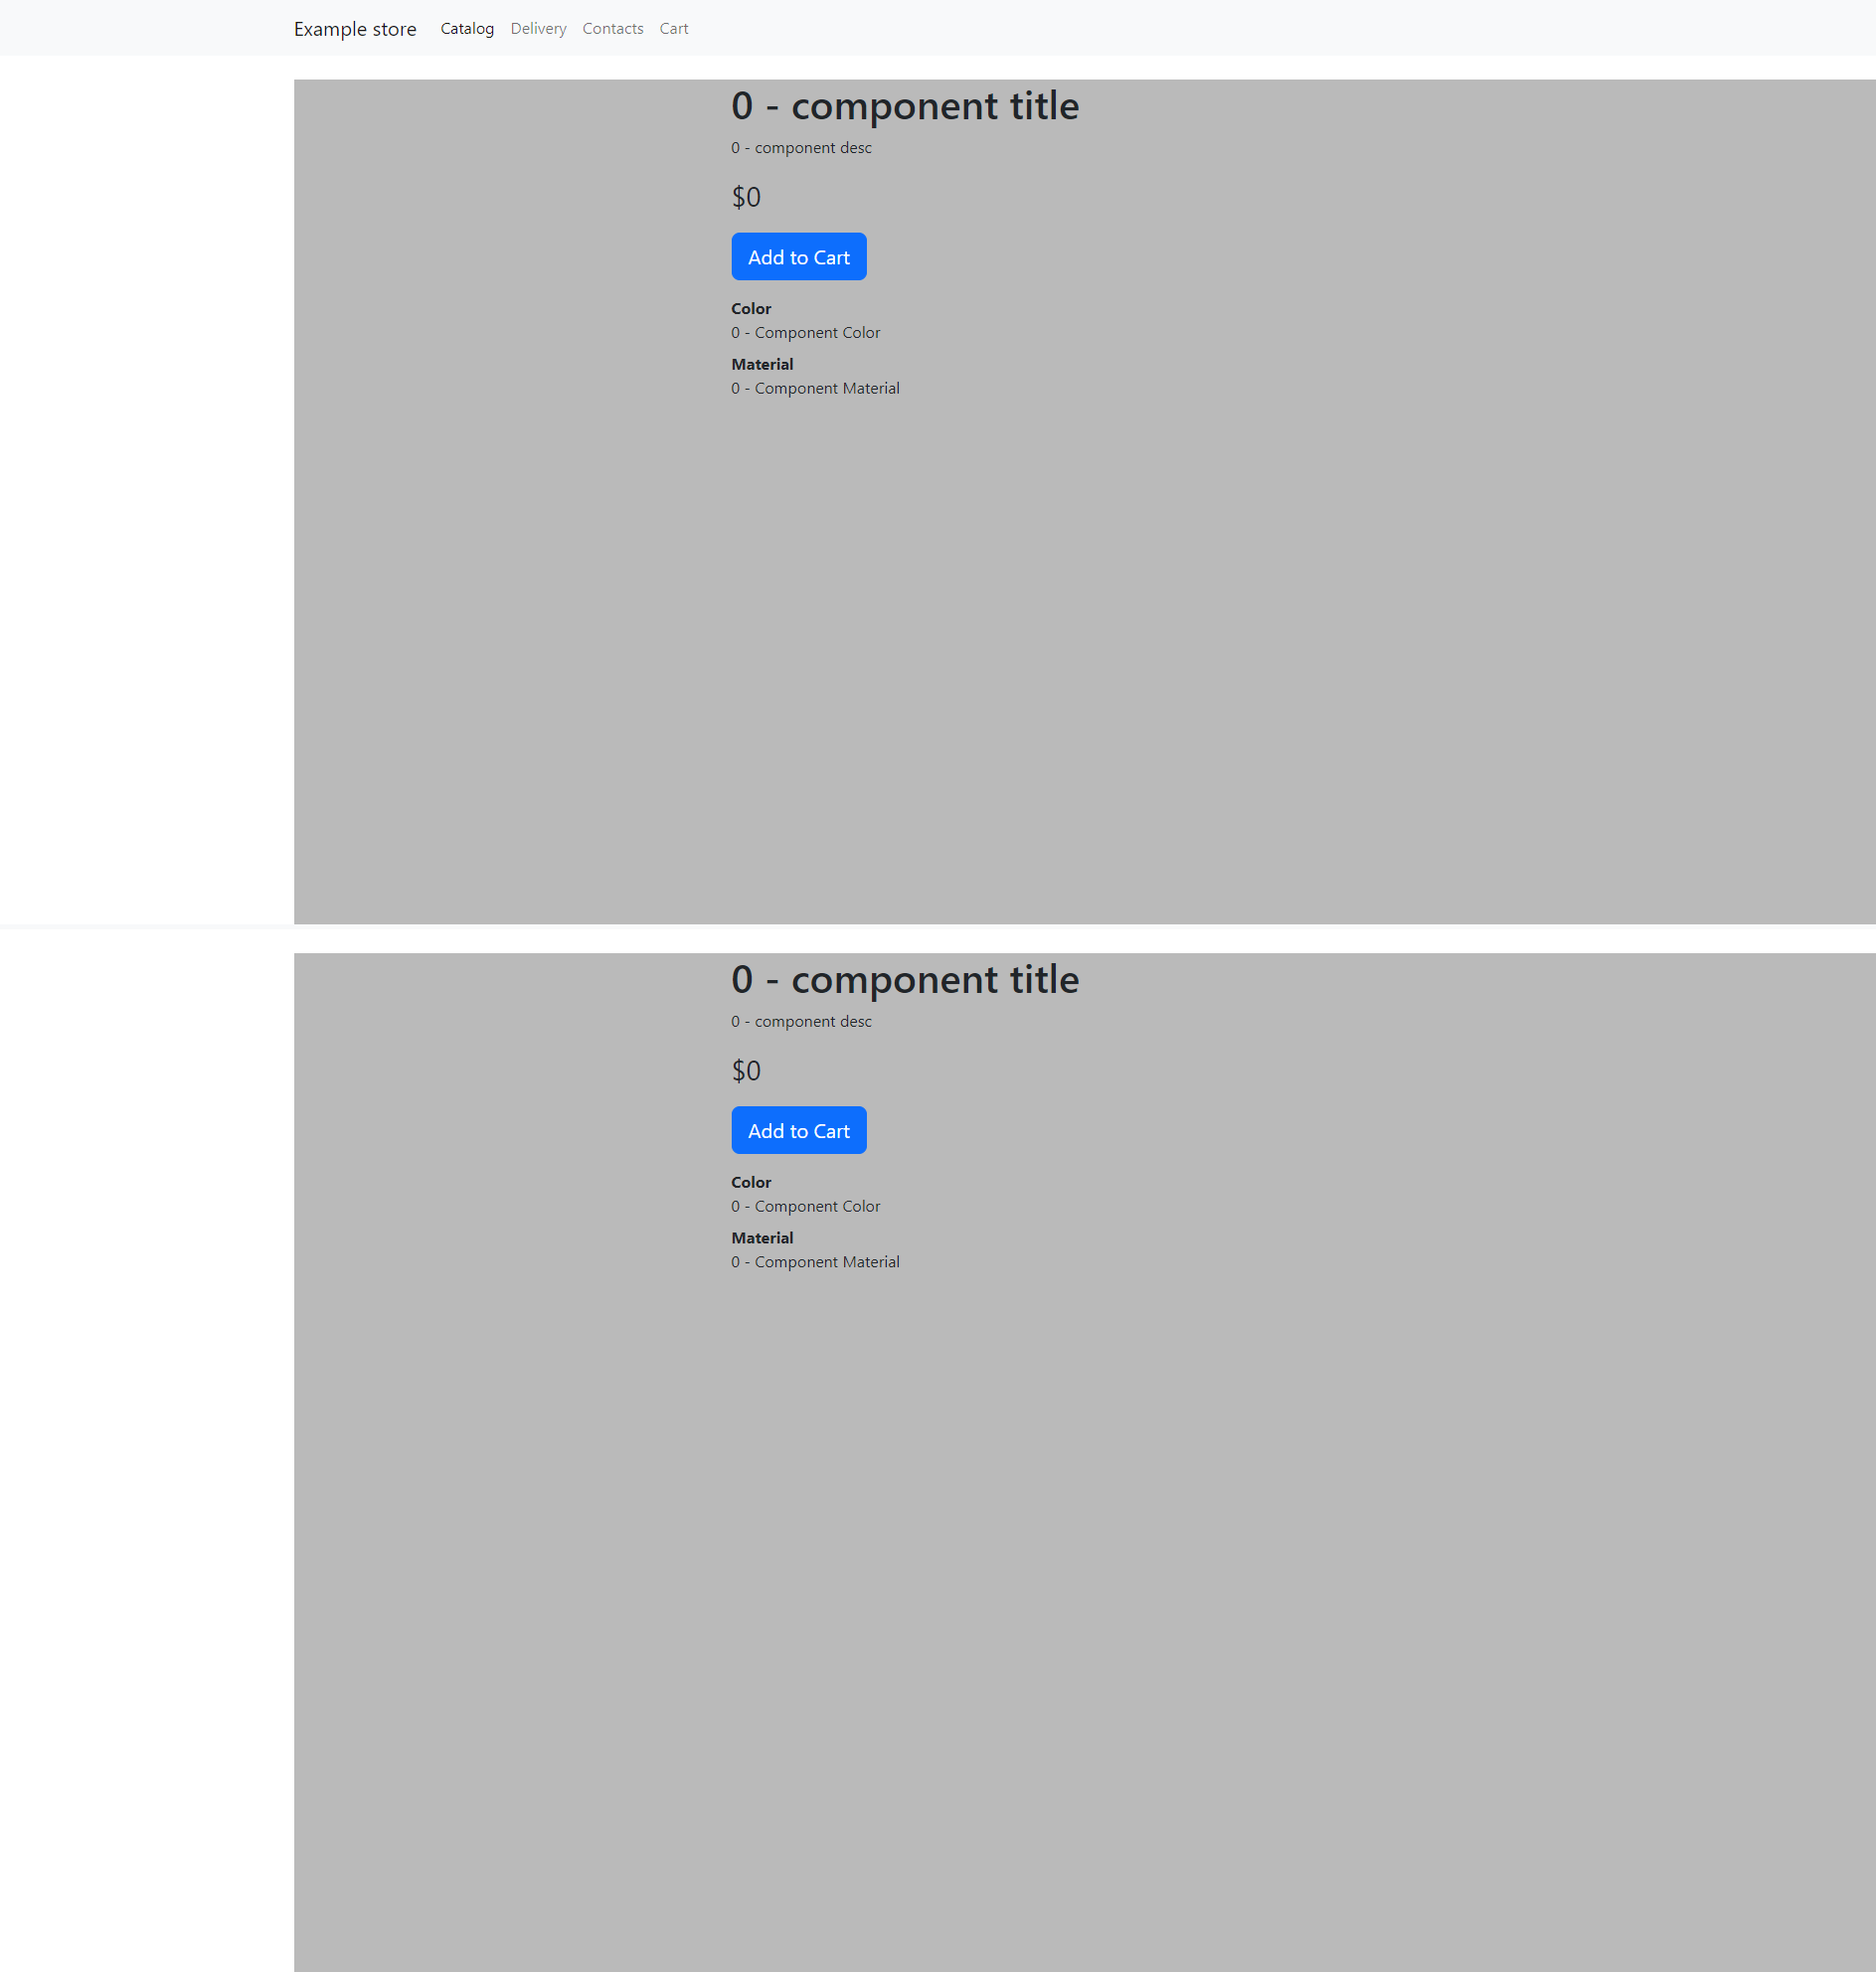 Example store Catalog Delivery Contacts Cart
0 - component title
0 - component desc
$0
Add to Cart
Color
0 - Component Color
Material
0 - Component Material
0 - component title
0 - component desc
$0
Add to Cart
Color
0 - Component Color
Material
0 - Component Material